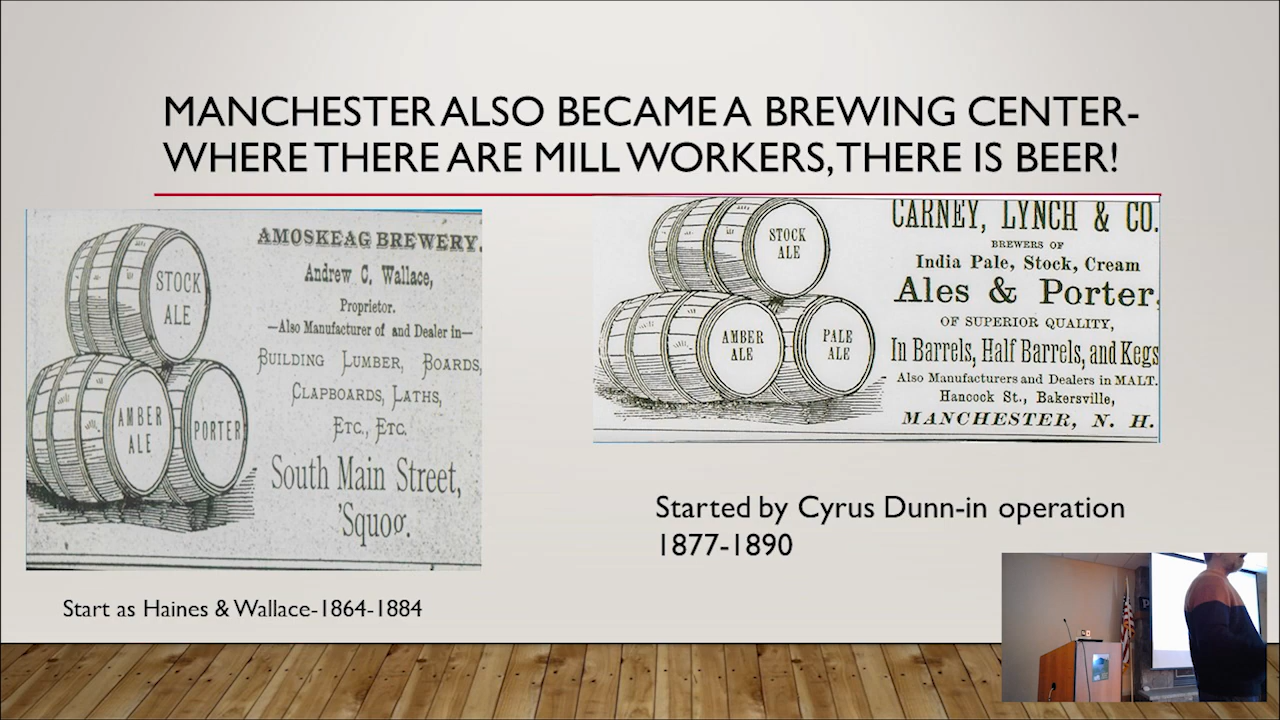 MANCHESTER ALSO BECAME A BREWING CENTER-
WHERE THERE ARE MILL WORKERS, THERE IS BEER!
STOCK
ALE
AMBER
ALE
PORTER
AMOSKEAG BREWERY.
Andrew C. Wallace,
Proprietor.
—Also Manufacturer of and Dealer in—
BUILDING LUMBER, BOARDS,
CLAPBOARDS, LATHS,
ETC., ETC.
South Main Street,
'Squog.
Start as Haines & Wallace-1864-1884
STOCK
ALE
AMBER
ALE
PALE
ALE
CARNEY, LYNCH & CO.
BREWERS OF
India Pale, Stock, Cream
Ales & Porter,
OF SUPERIOR QUALITY,
In Barrels, Half Barrels, and Kegs
Also Manufacturers and Dealers in MALT.
Hancock St., Bakersville,
MANCHESTER, N. H.
Started by Cyrus Dunn-in operation
1877-1890